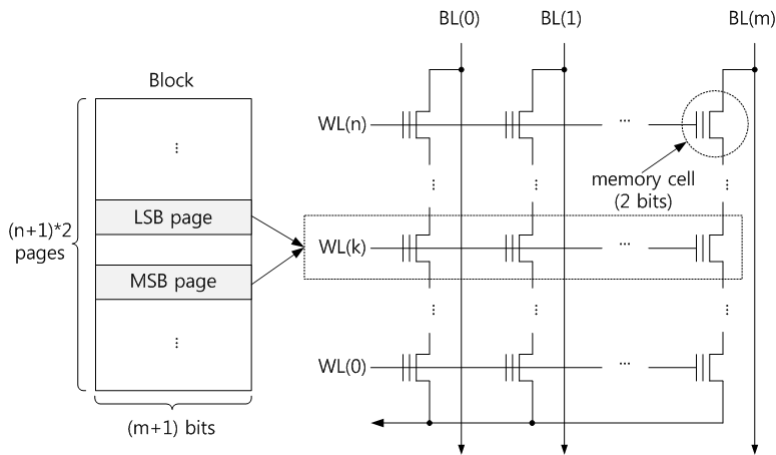 BL(0) BL(1) BL(m)
Block
WL(n) ...
⋮
⋮ ⋮ memory cell ⋮
(2 bits)
LSB page
(n+1)*2
pages
WL(k) ...
MSB page
⋮ ⋮ ⋮
⋮
WL(0) ...
(m+1) bits